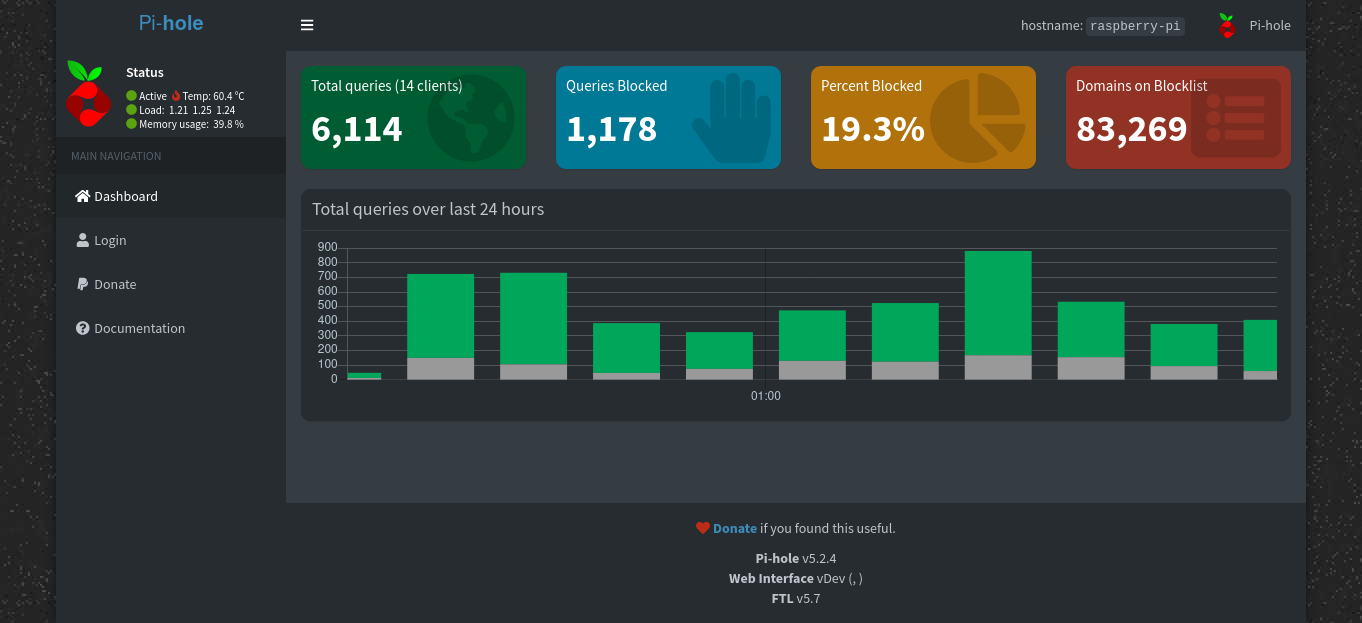 Pi-hole
hostname: raspberry-pi
Pi-hole
Status
Active Temp: 60.4 °C
Load: 1.21 1.25 1.24
Memory usage: 39.8 %
MAIN NAVIGATION
Dashboard
Login
Donate
Documentation
Total queries (14 clients)
6,114
Queries Blocked
1,178
Percent Blocked
19.3%
Domains on Blocklist
83,269
Total queries over last 24 hours
900
800
700
600
500
400
300
200
100
0
01:00
Donate if you found this useful.
Pi-hole v5.2.4
Web Interface vDev (, )
FTL v5.7